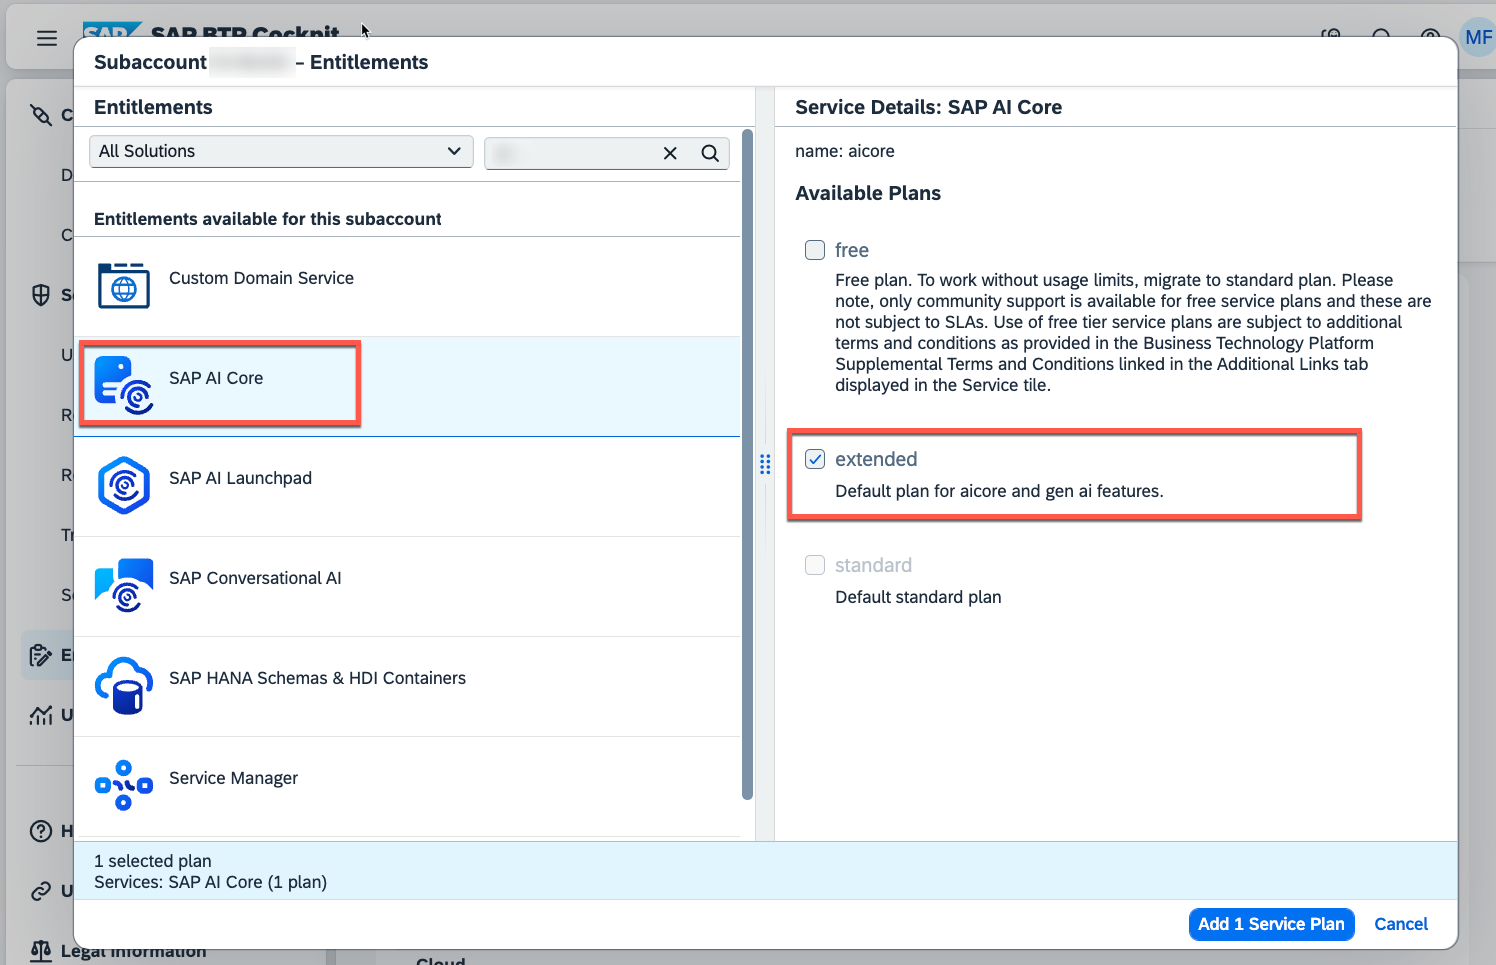 SAP SAP BTP Cockpit
MF
Subaccount – Entitlements
Entitlements
All Solutions
Entitlements available for this subaccount
Custom Domain Service
SAP AI Core
SAP AI Launchpad
SAP Conversational AI
SAP HANA Schemas & HDI Containers
Service Manager
Service Details: SAP AI Core
name: aicore
Available Plans
free
Free plan. To work without usage limits, migrate to standard plan. Please
note, only community support is available for free service plans and these are
not subject to SLAs. Use of free tier service plans are subject to additional
terms and conditions as provided in the Business Technology Platform
Supplemental Terms and Conditions linked in the Additional Links tab
displayed in the Service tile.
extended
Default plan for aicore and gen ai features.
standard
Default standard plan
1 selected plan
Services: SAP AI Core (1 plan)
Add 1 Service Plan
Cancel
Legal Information
Cloud